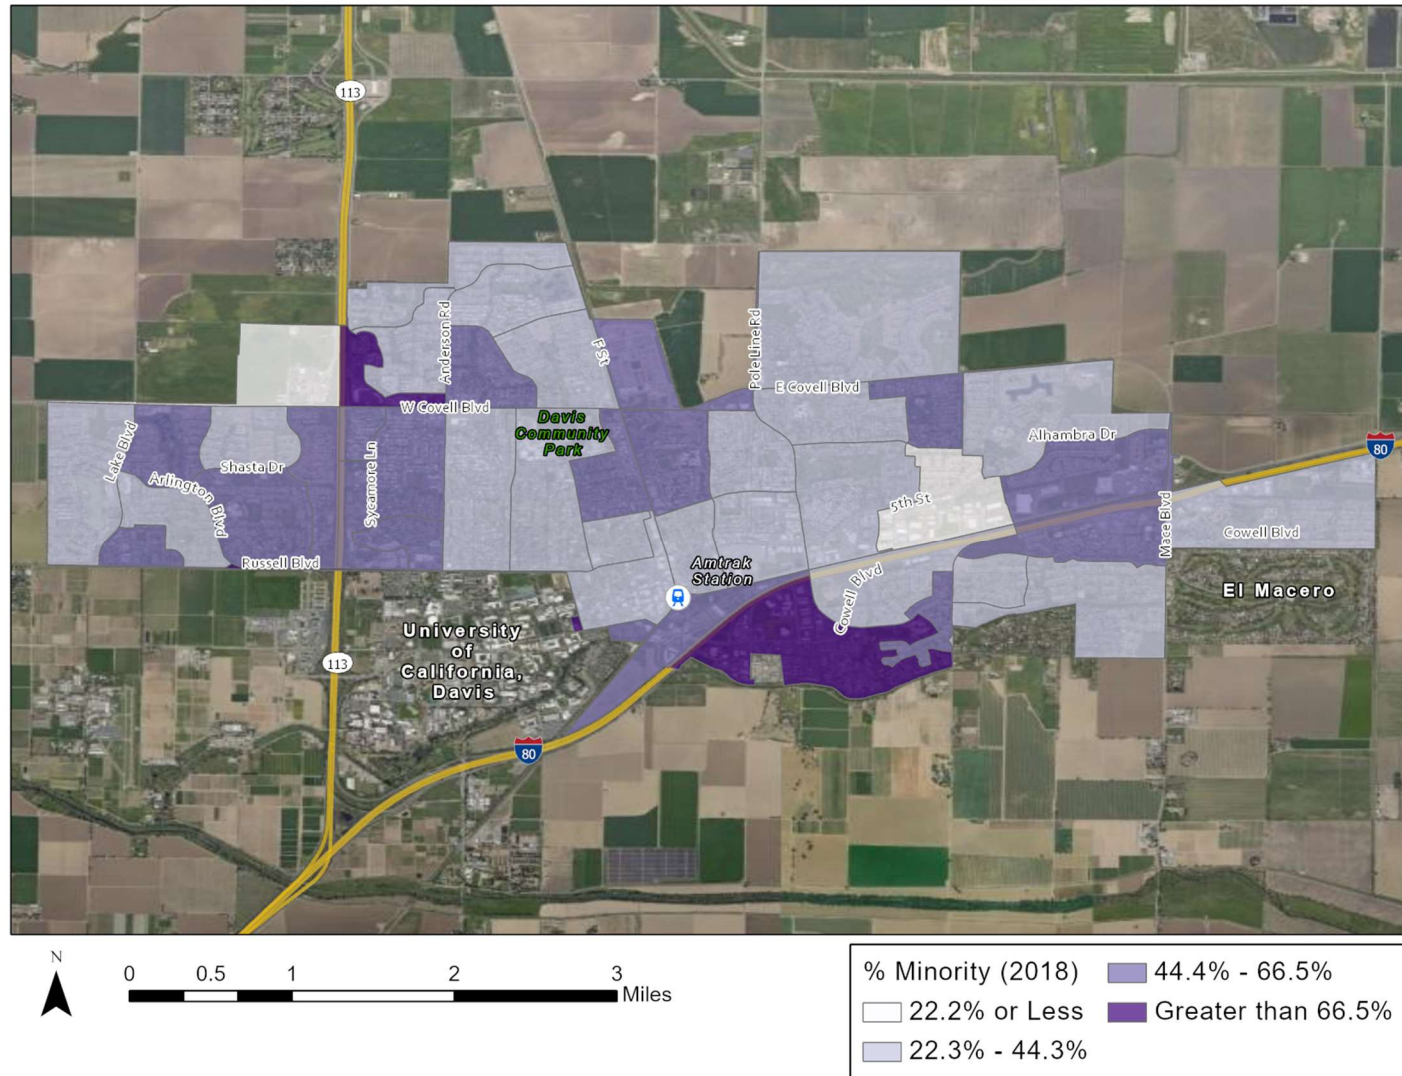 113
Anderson Rd
F St
Pole Line Rd
E Covell Blvd
W Covell Blvd
Davis
Community
Park
Lake Blvd
Shasta Dr
Arlington Blvd
Sycamore Ln
Alhambra Dr
80
5th St
Mace Blvd
Cowell Blvd
Russell Blvd
Amtrak
Station
Cowell Blvd
El Macero
University
of
California,
Davis
113
80
N
0 0.5 1 2 3
Miles
% Minority (2018)
22.2% or Less
22.3% - 44.3%
44.4% - 66.5%
Greater than 66.5%